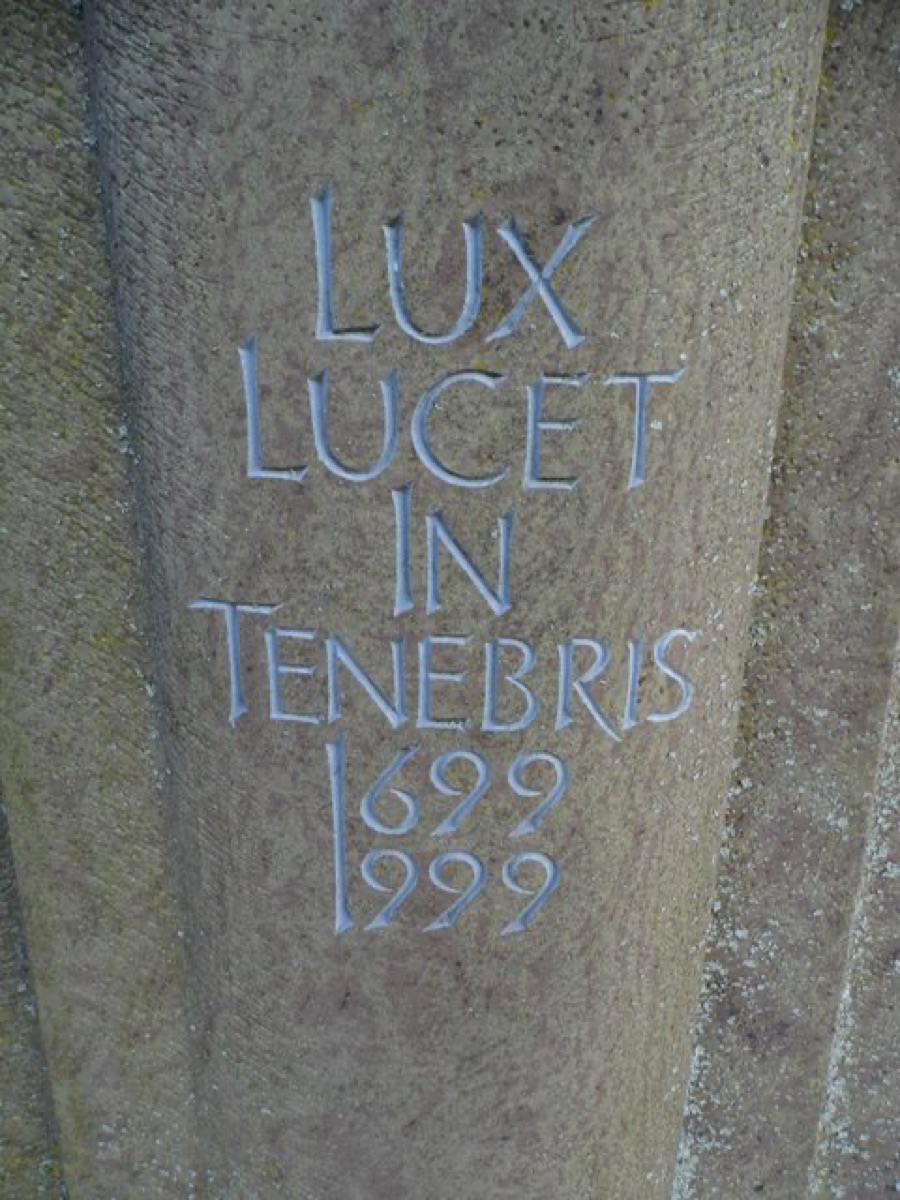 LUX
LUCET
IN
TENEBRIS
1699
1999